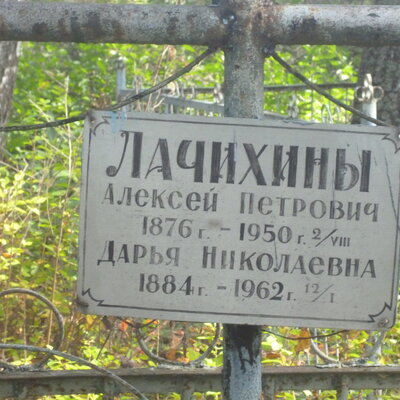 Лачихины
Алексей Петрович
1876 г. - 1950 г. 2/VIII
Дарья Николаевна
1884 г. - 1962 г. 12/I